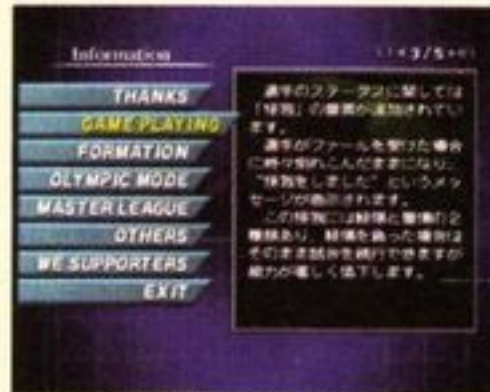 Information
3/5
THANKS
GAME PLAYING
FORMATION
OLYMPIC MODE
MASTER LEAGUE
OTHERS
WE SUPPORTERS
EXIT
選手のステータスに関しては
「怪我」の要素が追加されてい
ます。
選手がファールを受けた場合
に時々倒れこんだままになり、
"怪我をしました" というメッ
セージが表示されます。
この怪我には軽傷と重傷の2
種類あり、軽傷を負った場合は
そのまま試合を続行できますが
能力が著しく低下します。